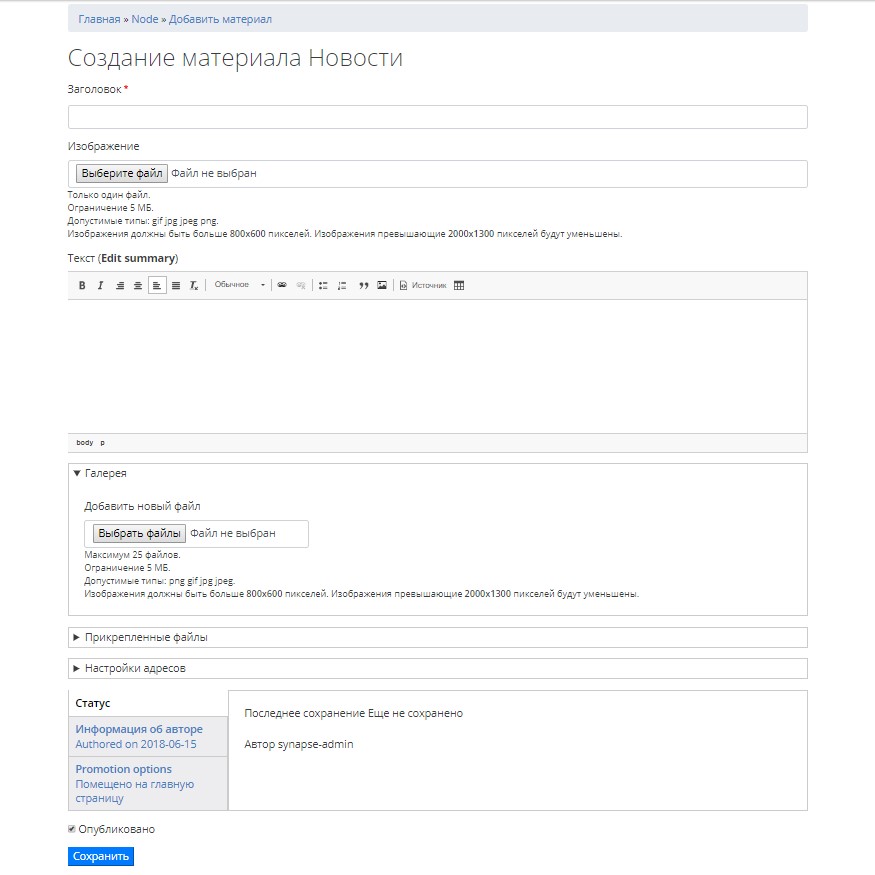 Главная » Node » Добавить материал
Создание материала Новости
Заголовок *
Изображение
Выберите файл Файл не выбран
Только один файл.
Ограничение 5 МБ.
Допустимые типы: gif jpg jpeg png.
Изображения должны быть больше 800x600 пикселей. Изображения превышающие 2000x1300 пикселей будут уменьшены.
Текст (Edit summary)
Обычное Источник
body p
Галерея
Добавить новый файл
Выбрать файлы Файл не выбран
Максимум 25 файлов.
Ограничение 5 МБ.
Допустимые типы: png gif jpg jpeg.
Изображения должны быть больше 800x600 пикселей. Изображения превышающие 2000x1300 пикселей будут уменьшены.
Прикрепленные файлы
Настройки адресов
Статус
Информация об авторе
Authored on 2018-06-15
Promotion options
Помещено на главную
страницу
Последнее сохранение Еще не сохранено
Автор synapse-admin
Опубликовано
Сохранить